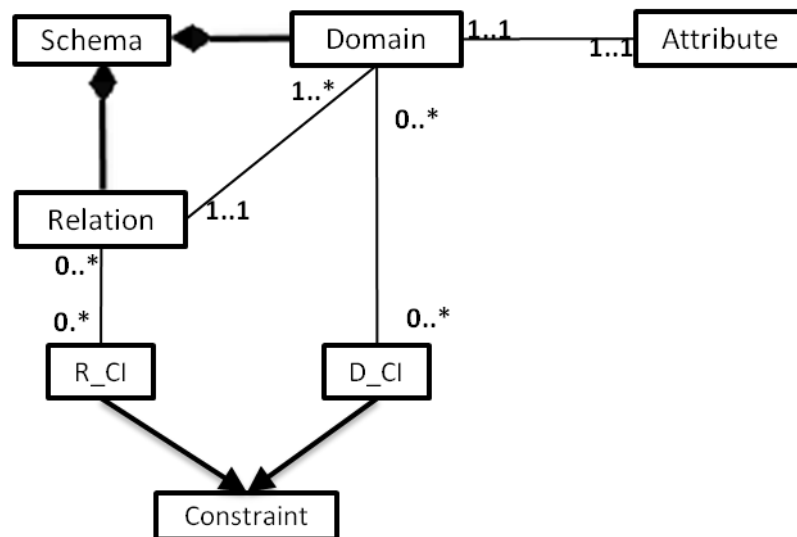 Schema
Domain
Attribute
1..1
1..1
1..*
0..*
Relation
1..1
0..*
0.*
0..*
R_CI
D_CI
Constraint